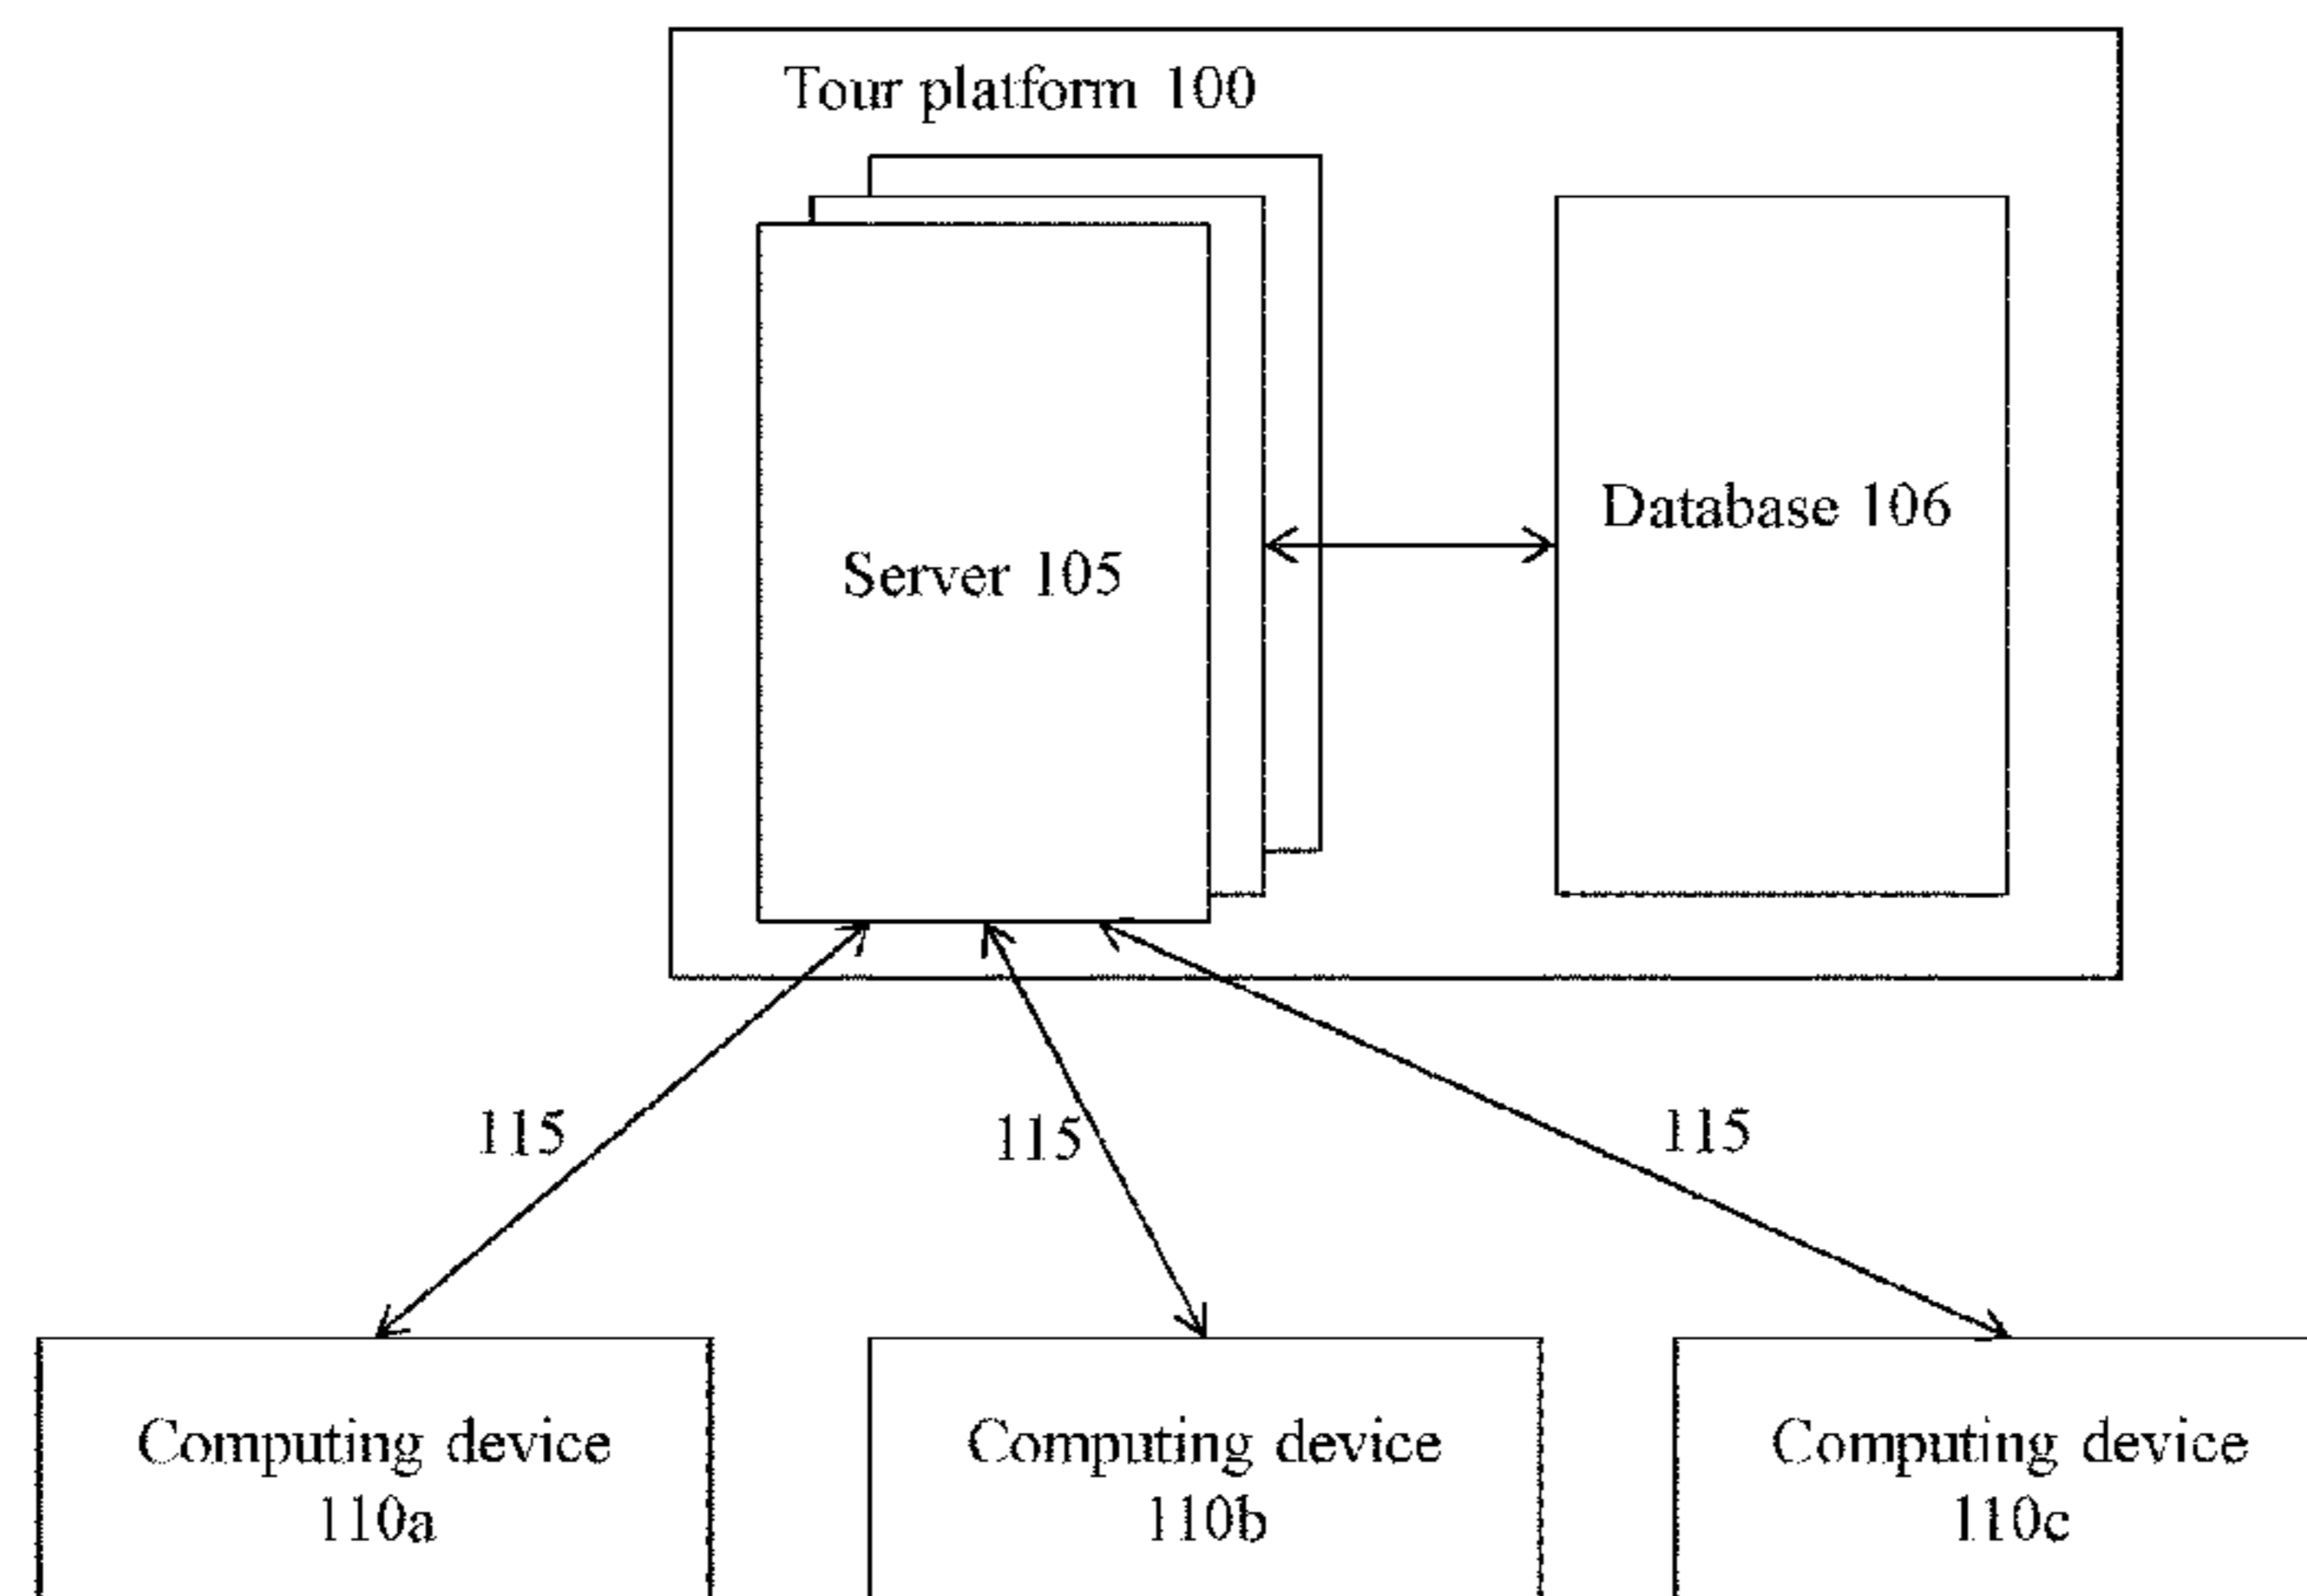 Tour platform 100
Database 106
Server 105
115
115
115
Computing device
110a
Computing device
110b
Computing device
110c